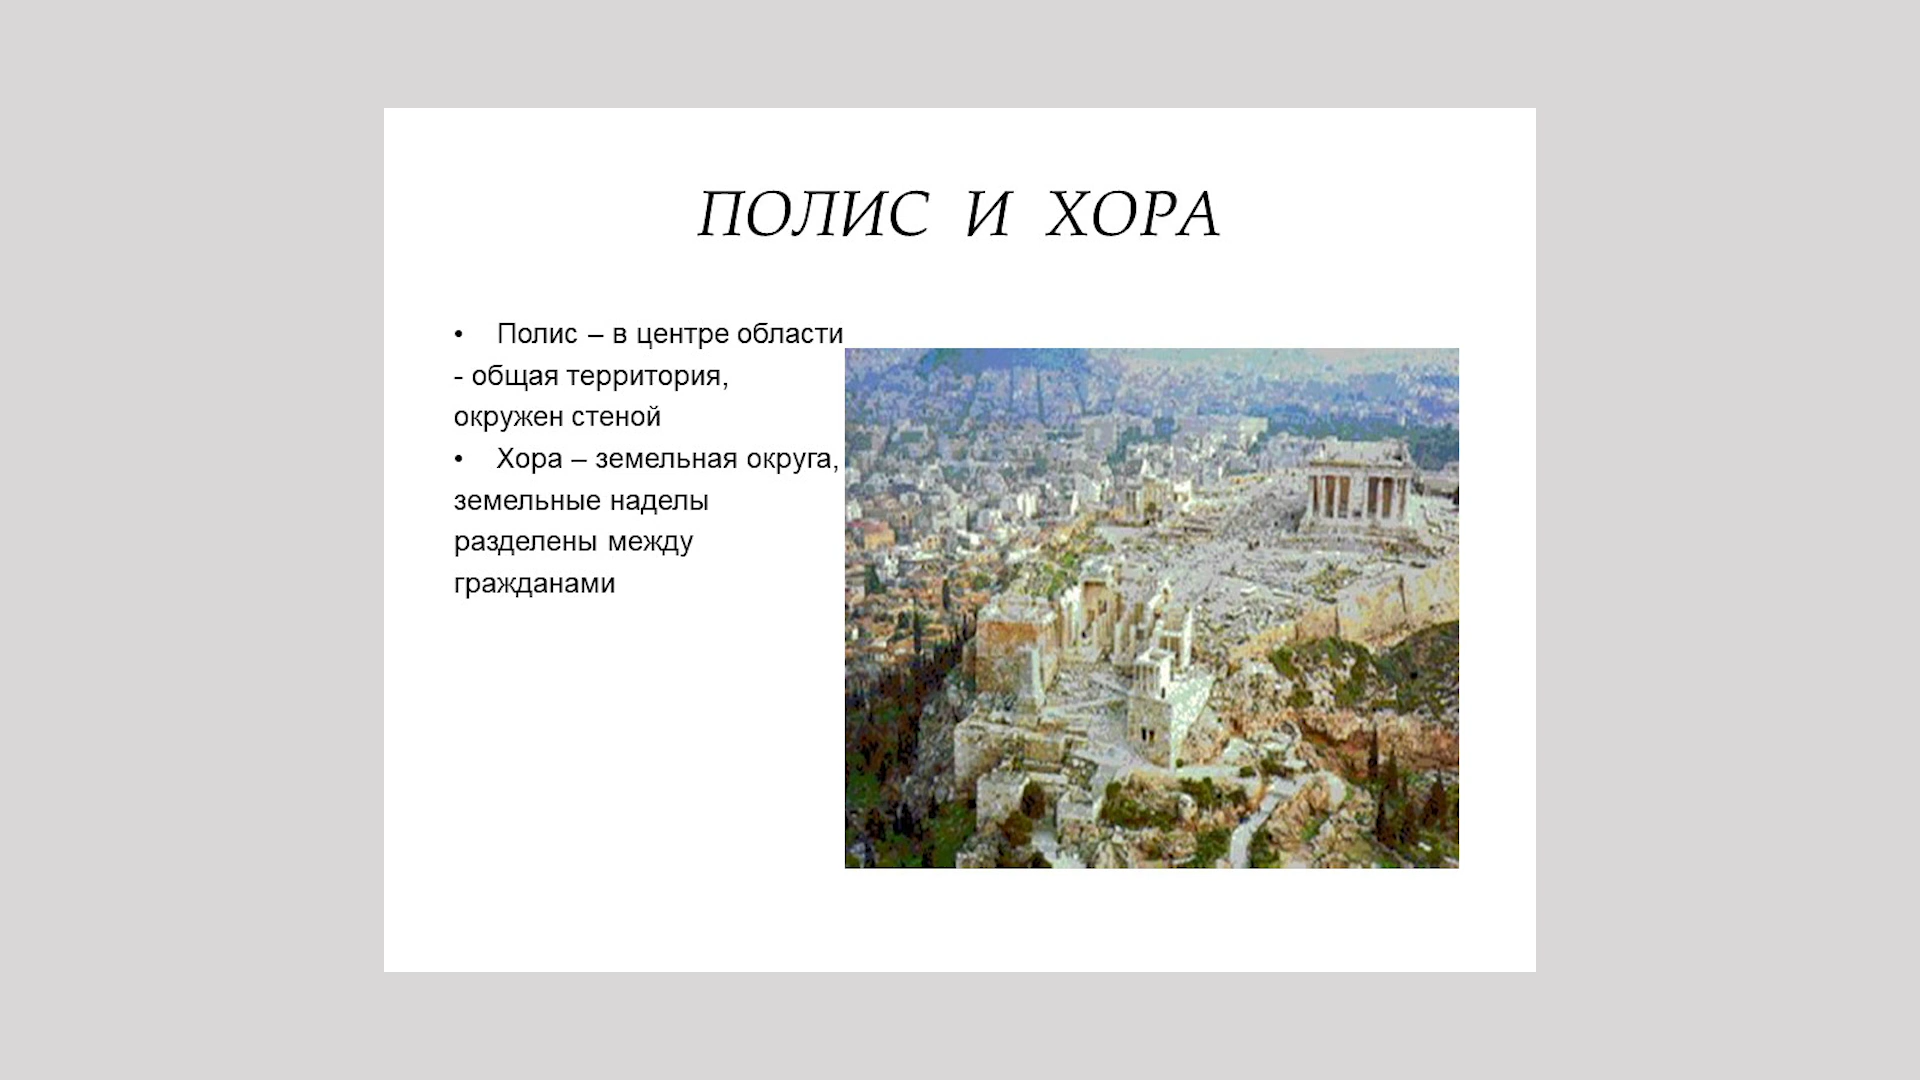 ПОЛИС И ХОРА
• Полис – в центре области
- общая территория,
окружен стеной
• Хора – земельная округа,
земельные наделы
разделены между
гражданами